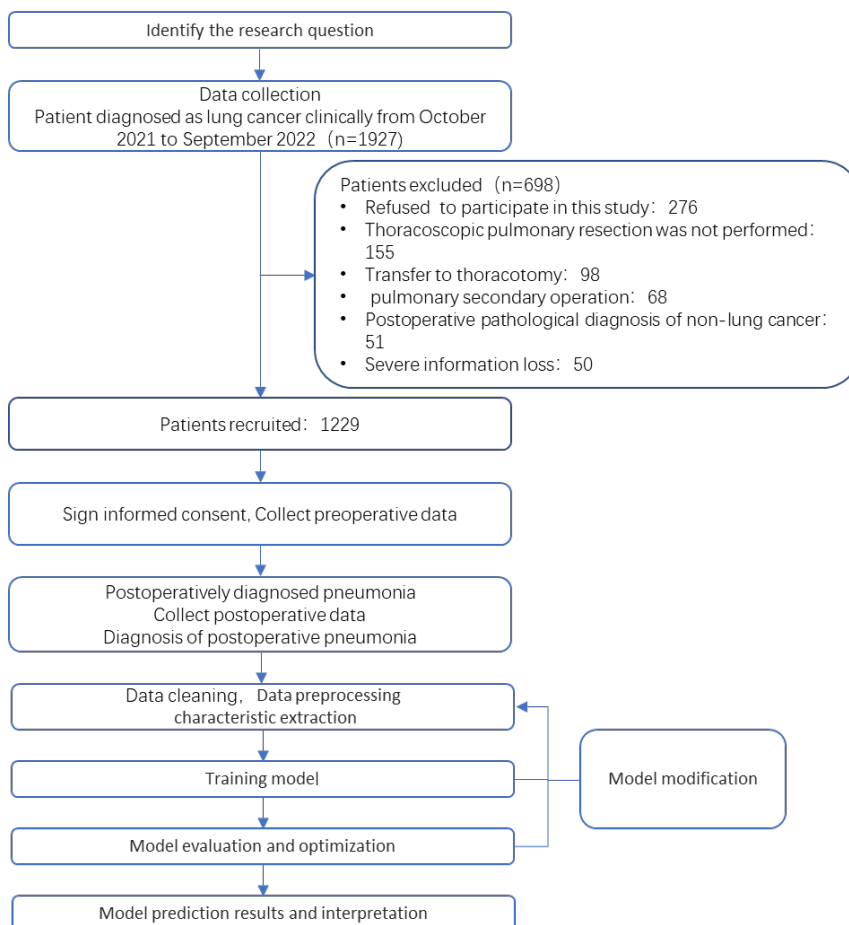 Identify the research question
Data collection
Patient diagnosed as lung cancer clinically from October
2021 to September 2022（n=1927)
Patients excluded（n=698）
• Refused to participate in this study：276
• Thoracoscopic pulmonary resection was not performed：
155
• Transfer to thoracotomy：98
• pulmonary secondary operation：68
• Postoperative pathological diagnosis of non-lung cancer：
51
• Severe information loss：50
Patients recruited：1229
Sign informed consent, Collect preoperative data
Postoperatively diagnosed pneumonia
Collect postoperative data
Diagnosis of postoperative pneumonia
Data cleaning，Data preprocessing
characteristic extraction
Training model
Model modification
Model evaluation and optimization
Model prediction results and interpretation